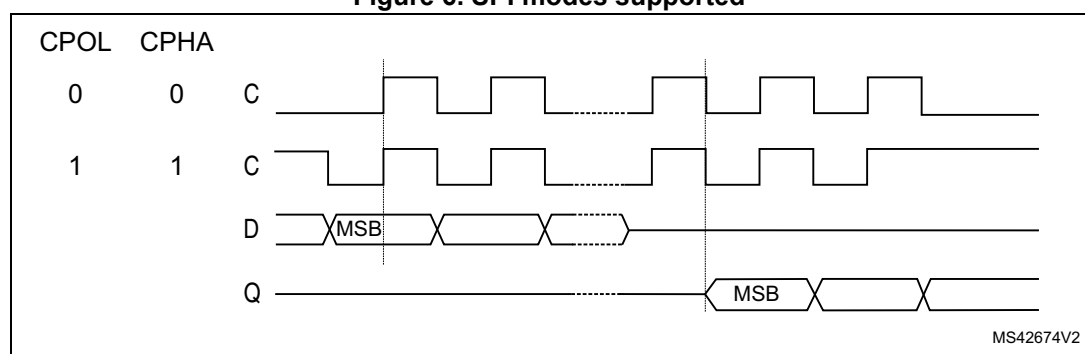 Figure 6. SPI modes supported
CPOL CPHA
0 0 C
1 1 C
D MSB
Q MSB
MS42674V2